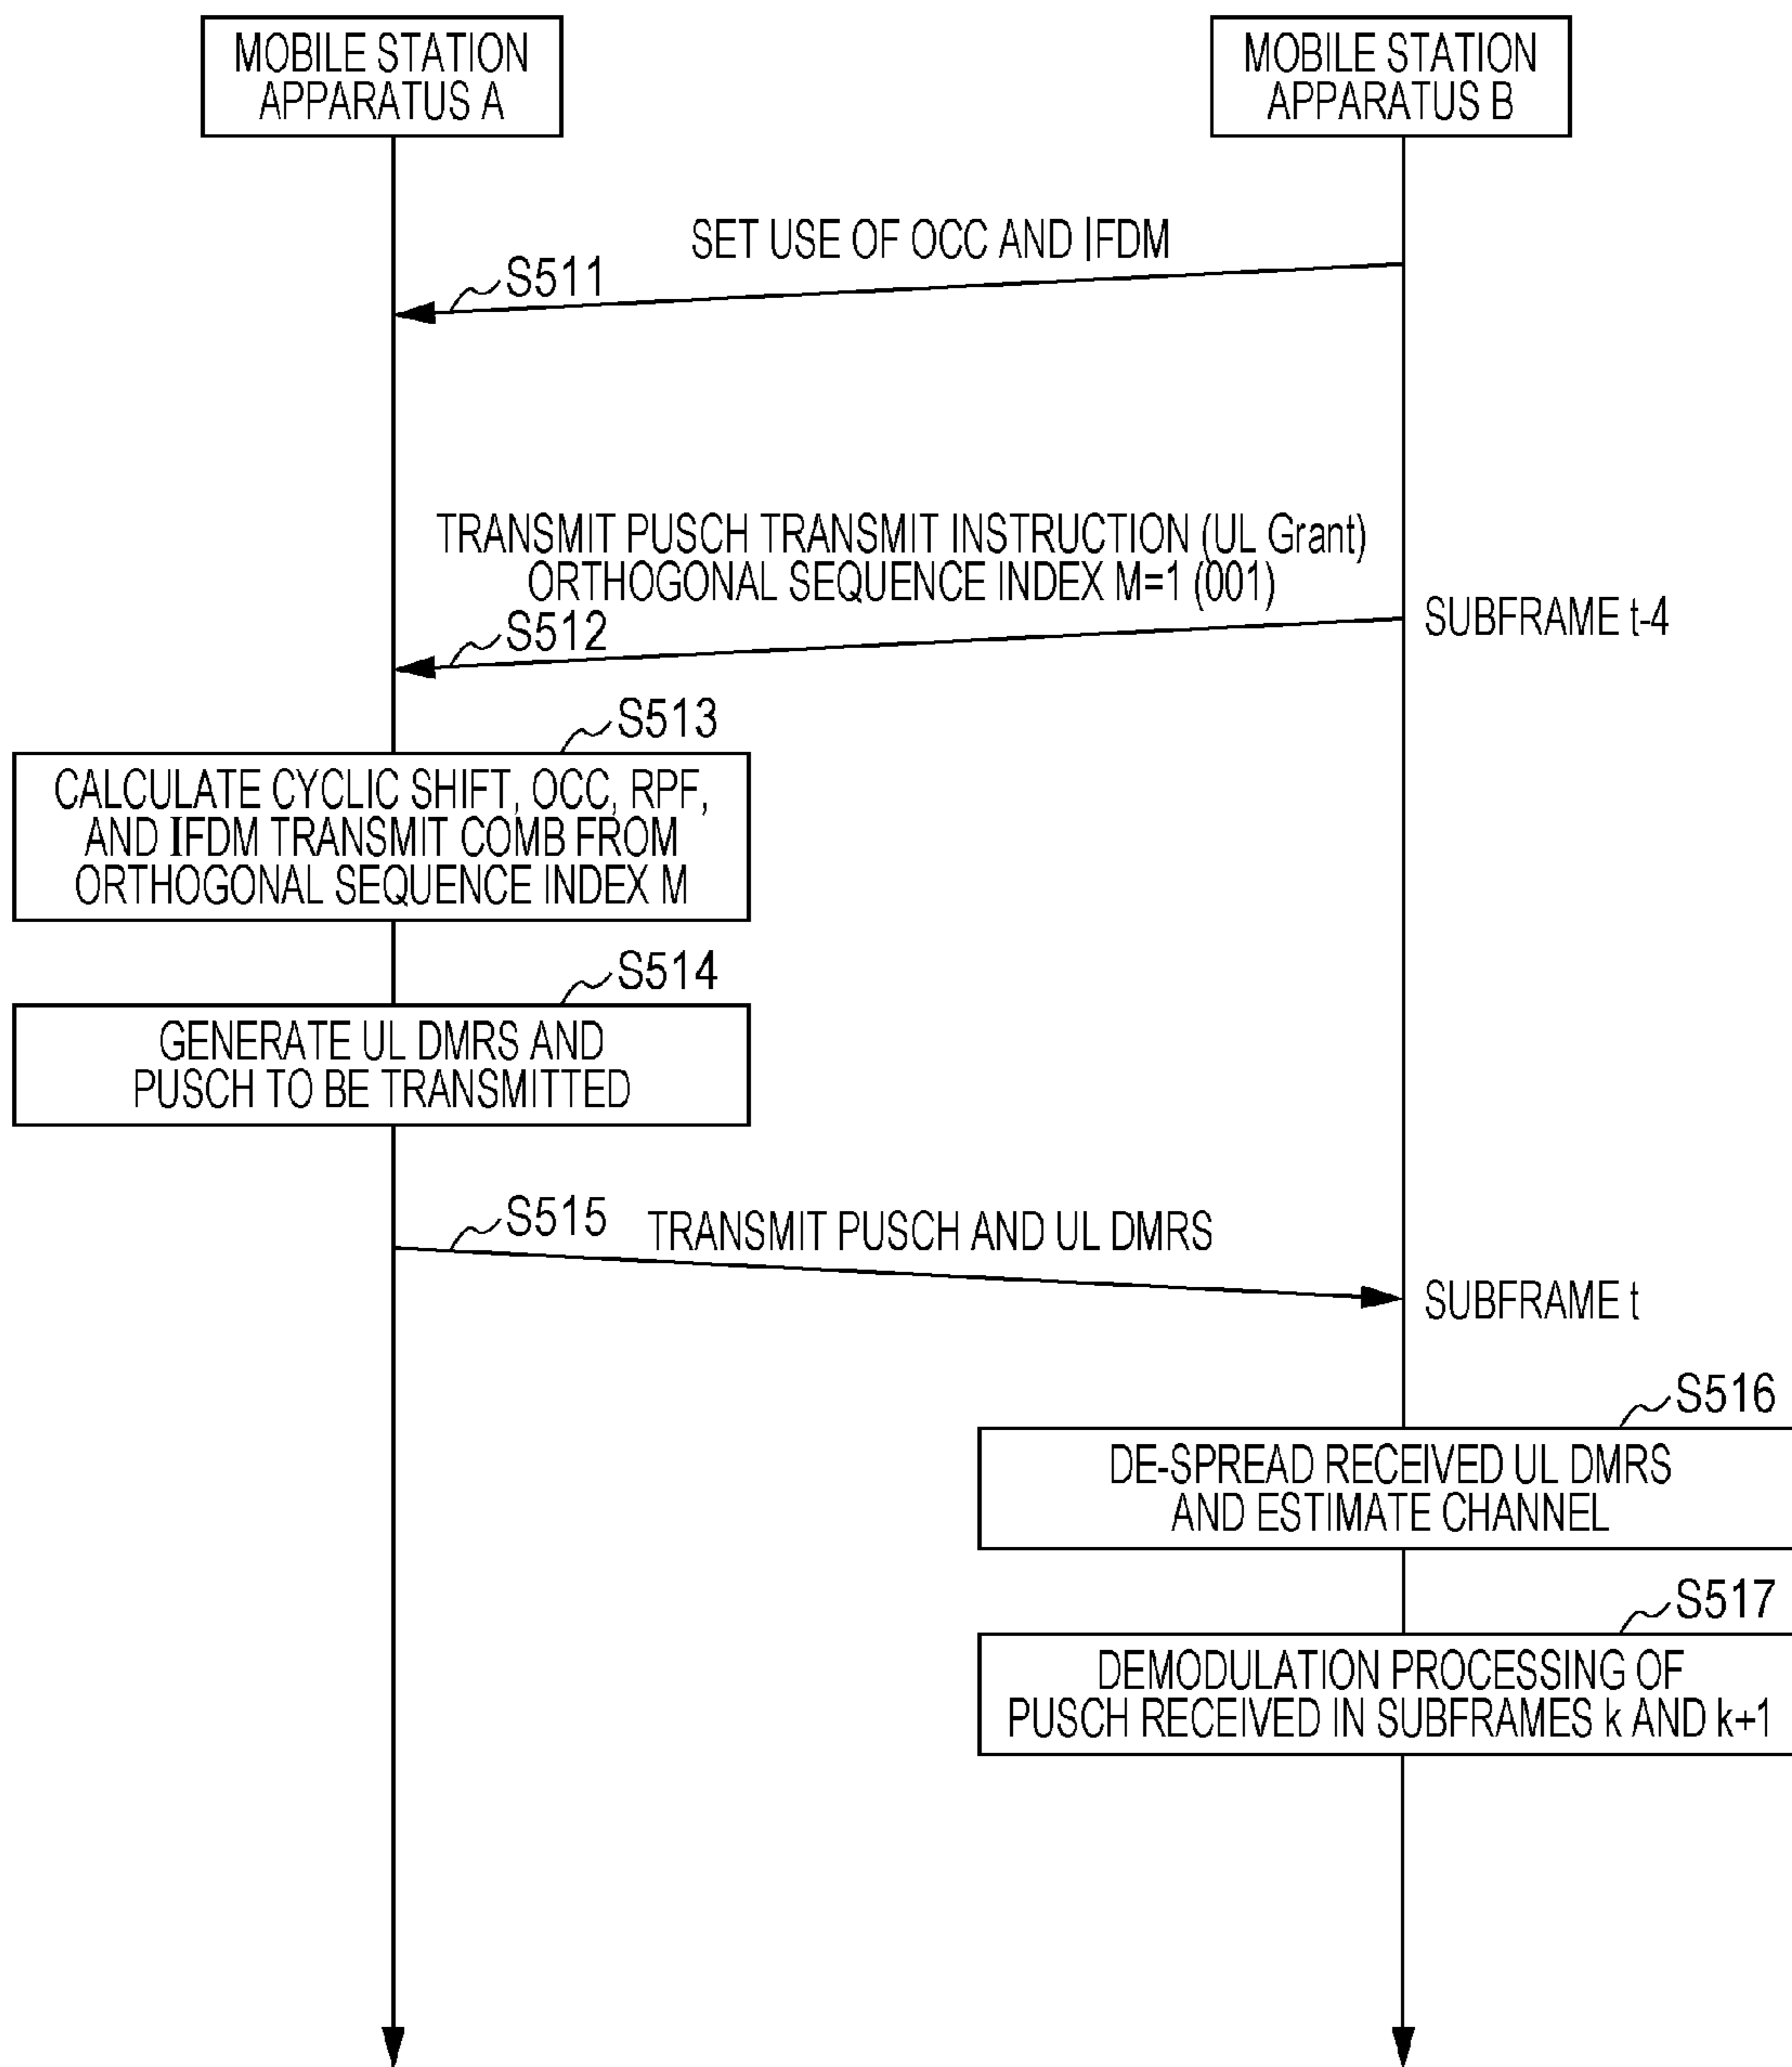 MOBILE STATION
APPARATUS A
MOBILE STATION
APPARATUS B
SET USE OF OCC AND IFDM
S511
TRANSMIT PUSCH TRANSMIT INSTRUCTION (UL Grant)
ORTHOGONAL SEQUENCE INDEX M=1 (001)
S512
SUBFRAME t-4
S513
CALCULATE CYCLIC SHIFT, OCC, RPF,
AND IFDM TRANSMIT COMB FROM
ORTHOGONAL SEQUENCE INDEX M
S514
GENERATE UL DMRS AND
PUSCH TO BE TRANSMITTED
S515
TRANSMIT PUSCH AND UL DMRS
SUBFRAME t
S516
DE-SPREAD RECEIVED UL DMRS
AND ESTIMATE CHANNEL
S517
DEMODULATION PROCESSING OF
PUSCH RECEIVED IN SUBFRAMES k AND k+1